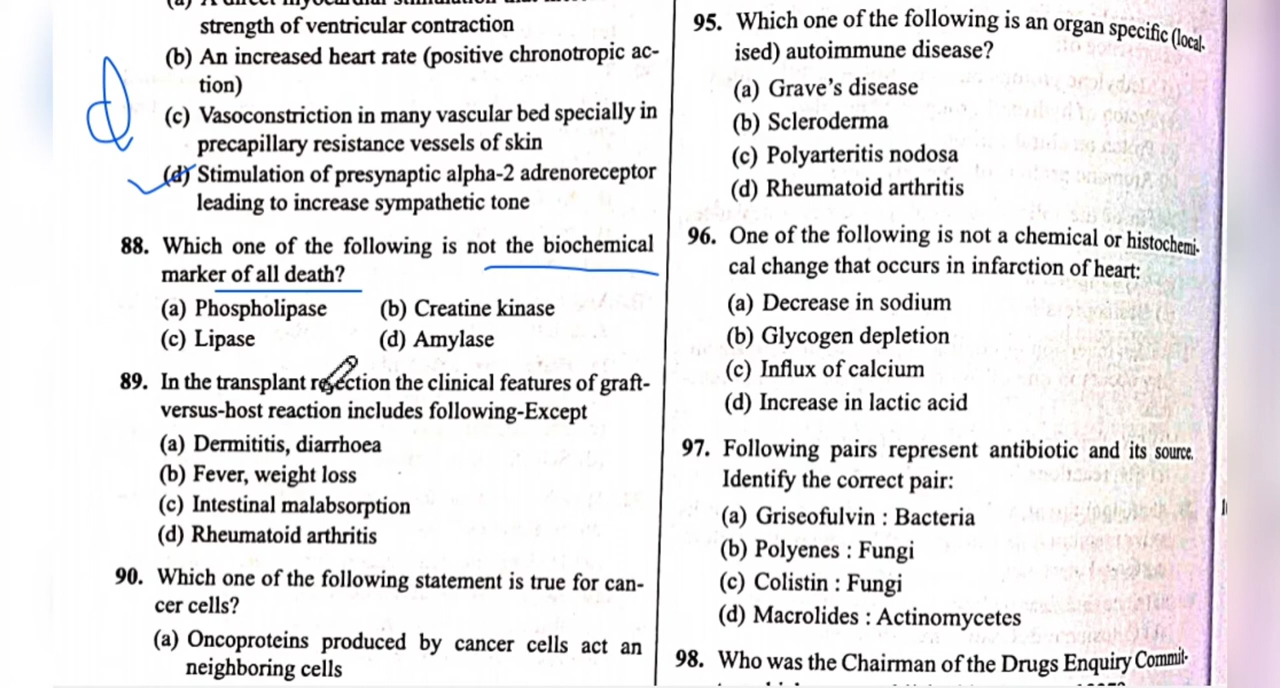 strength of ventricular contraction
(b) An increased heart rate (positive chronotropic ac-
tion)
(c) Vasoconstriction in many vascular bed specially in
precapillary resistance vessels of skin
(d) Stimulation of presynaptic alpha-2 adrenoreceptor
leading to increase sympathetic tone
d
88. Which one of the following is not the biochemical
marker of all death?
(a) Phospholipase (b) Creatine kinase
(c) Lipase (d) Amylase
89. In the transplant rejection the clinical features of graft-
versus-host reaction includes following-Except
(a) Dermititis, diarrhoea
(b) Fever, weight loss
(c) Intestinal malabsorption
(d) Rheumatoid arthritis
90. Which one of the following statement is true for can-
cer cells?
(a) Oncoproteins produced by cancer cells act an
neighboring cells
95. Which one of the following is an organ specific (local-
ised) autoimmune disease?
(a) Grave's disease
(b) Scleroderma
(c) Polyarteritis nodosa
(d) Rheumatoid arthritis
96. One of the following is not a chemical or histochemi-
cal change that occurs in infarction of heart:
(a) Decrease in sodium
(b) Glycogen depletion
(c) Influx of calcium
(d) Increase in lactic acid
97. Following pairs represent antibiotic and its source.
Identify the correct pair:
(a) Griseofulvin : Bacteria
(b) Polyenes : Fungi
(c) Colistin : Fungi
(d) Macrolides : Actinomycetes
98. Who was the Chairman of the Drugs Enquiry Commit-